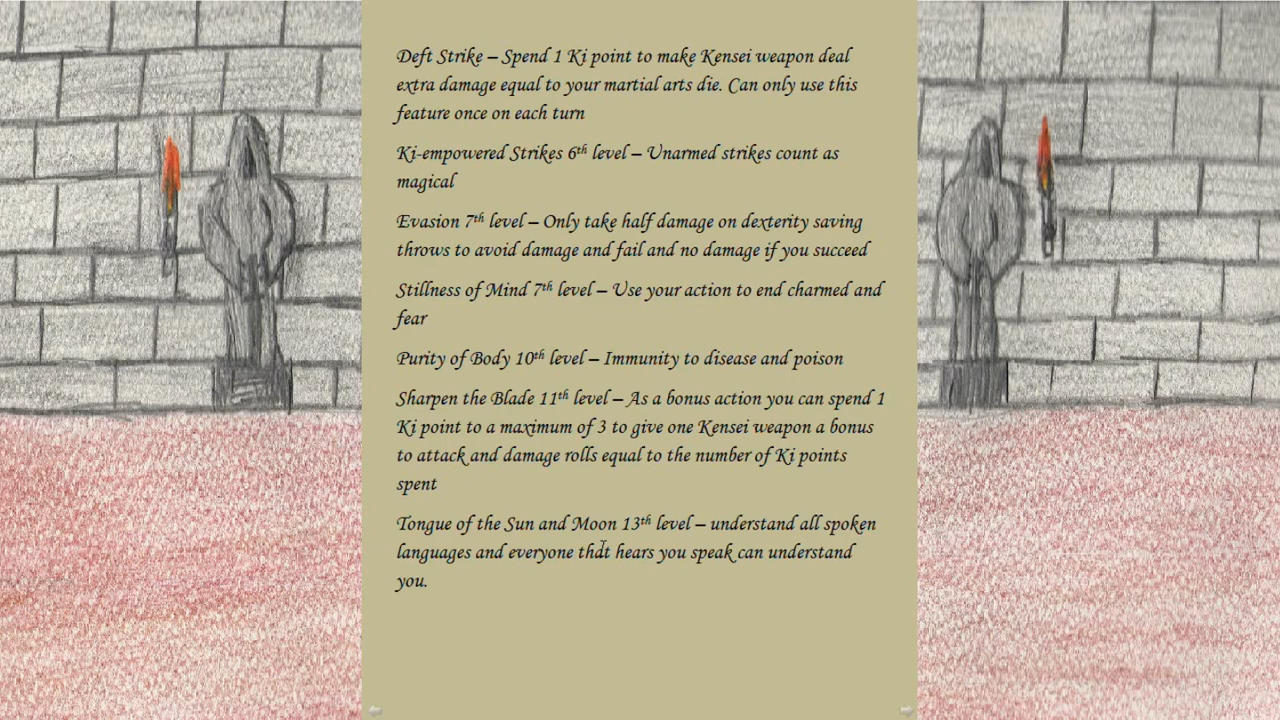 Deft Strike – Spend 1 Ki point to make Kensei weapon deal
extra damage equal to your martial arts die. Can only use this
feature once on each turn
Ki-empowered Strikes 6th level – Unarmed strikes count as
magical
Evasion 7th level – Only take half damage on dexterity saving
throws to avoid damage and fail and no damage if you succeed
Stillness of Mind 7th level – Use your action to end charmed and
fear
Purity of Body 10th level – Immunity to disease and poison
Sharpen the Blade 11th level – As a bonus action you can spend 1
Ki point to a maximum of 3 to give one Kensei weapon a bonus
to attack and damage rolls equal to the number of Ki points
spent
Tongue of the Sun and Moon 13th level – understand all spoken
languages and everyone that hears you speak can understand
you.